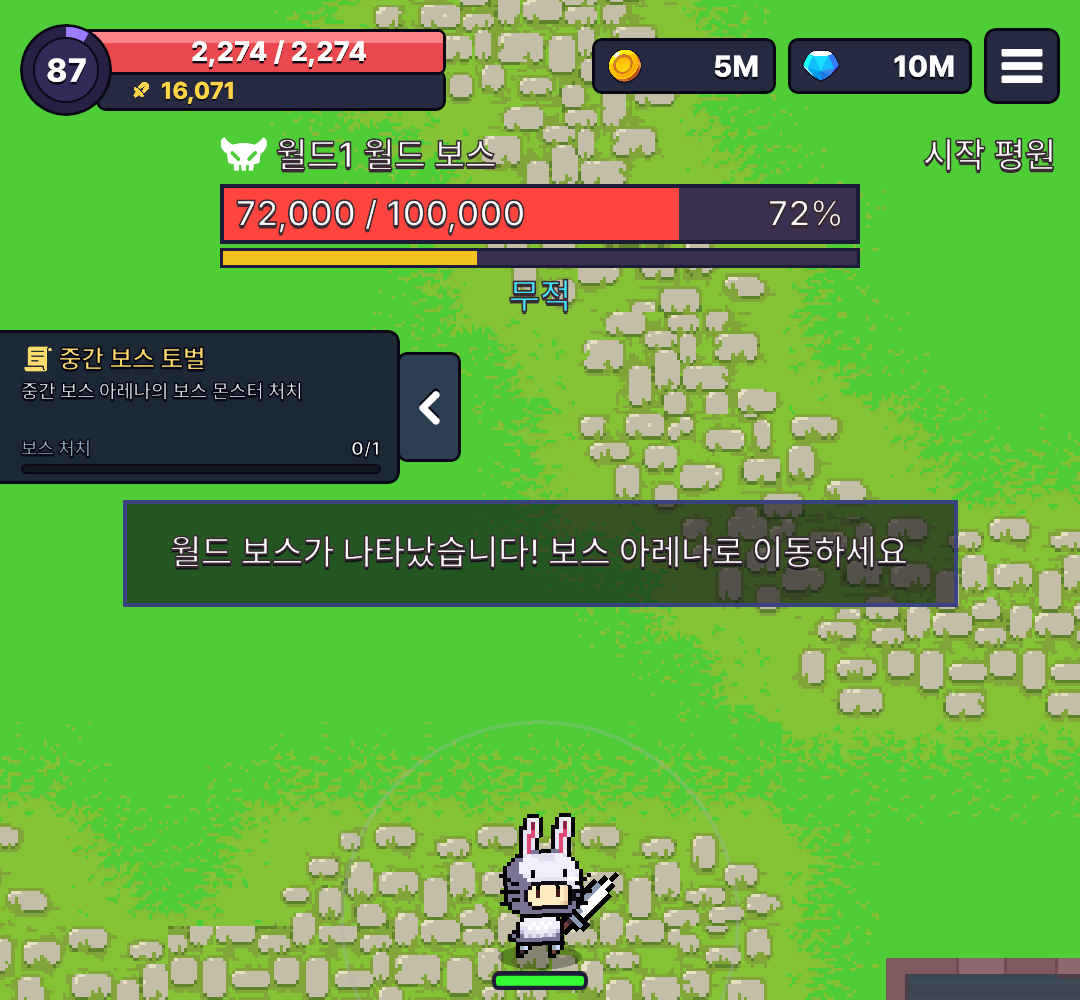 87
2,274 / 2,274
16,071
5M
10M
월드1 월드 보스
시작 평원
72,000 / 100,000
72%
무적
중간 보스 토벌
중간 보스 아레나의 보스 몬스터 처치
보스 처치
0/1
월드 보스가 나타났습니다! 보스 아레나로 이동하세요